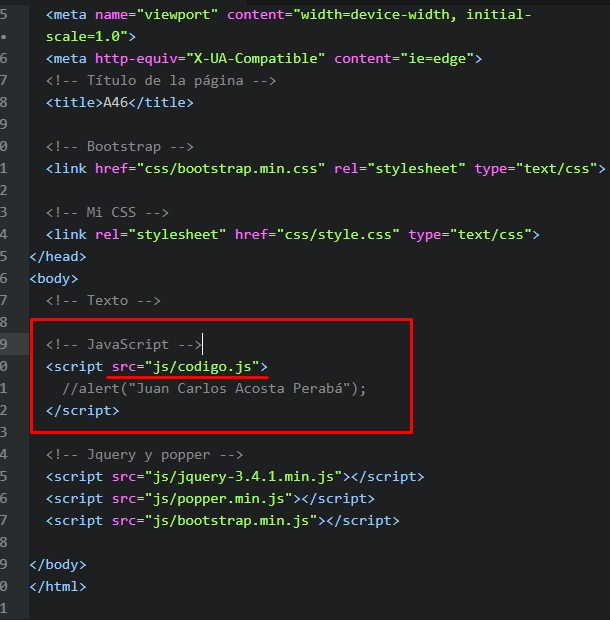 5 <meta name="viewport" content="width=device-width, initial-
• scale=1.0">
6 <meta http-equiv="X-UA-Compatible" content="ie=edge">
7 <!-- Título de la página -->
8 <title>A46</title>
9
0 <!-- Bootstrap -->
1 <link href="css/bootstrap.min.css" rel="stylesheet" type="text/css">
2
3 <!-- Mi CSS -->
4 <link rel="stylesheet" href="css/style.css" type="text/css">
5 </head>
6 <body>
7 <!-- Texto -->
8
9 <!-- JavaScript -->
0 <script src="js/codigo.js">
1 //alert("Juan Carlos Acosta Perabá");
2 </script>
3
4 <!-- Jquery y popper -->
5 <script src="js/jquery-3.4.1.min.js"></script>
6 <script src="js/popper.min.js"></script>
7 <script src="js/bootstrap.min.js"></script>
8
9 </body>
0 </html>
1